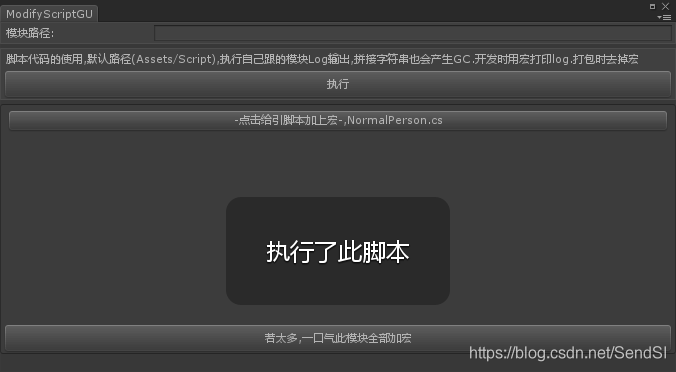 ModifyScriptGU
模块路径:
脚本代码的使用,默认路径(Assets/Script),执行自己跟的模块Log输出,拼接字符串也会产生GC.开发时用宏打印log.打包时去掉宏
执行
-点击给引脚本加上宏-,NormalPerson.cs
执行了此脚本
若太多,一口气此模块全部加宏
https://blog.csdn.net/SendSI